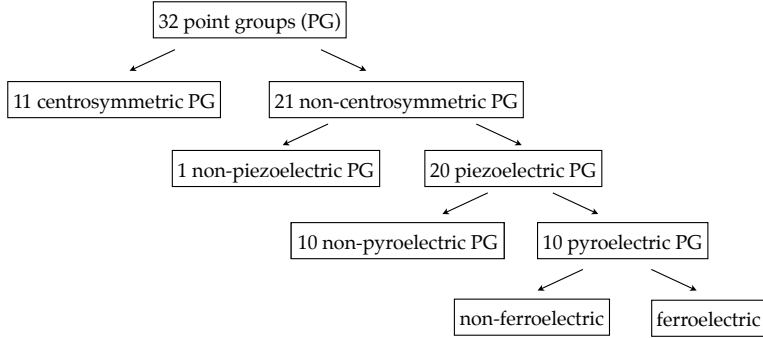 32 point groups (PG)
11 centrosymmetric PG
21 non-centrosymmetric PG
1 non-piezoelectric PG
20 piezoelectric PG
10 non-pyroelectric PG
10 pyroelectric PG
non-ferroelectric
ferroelectric